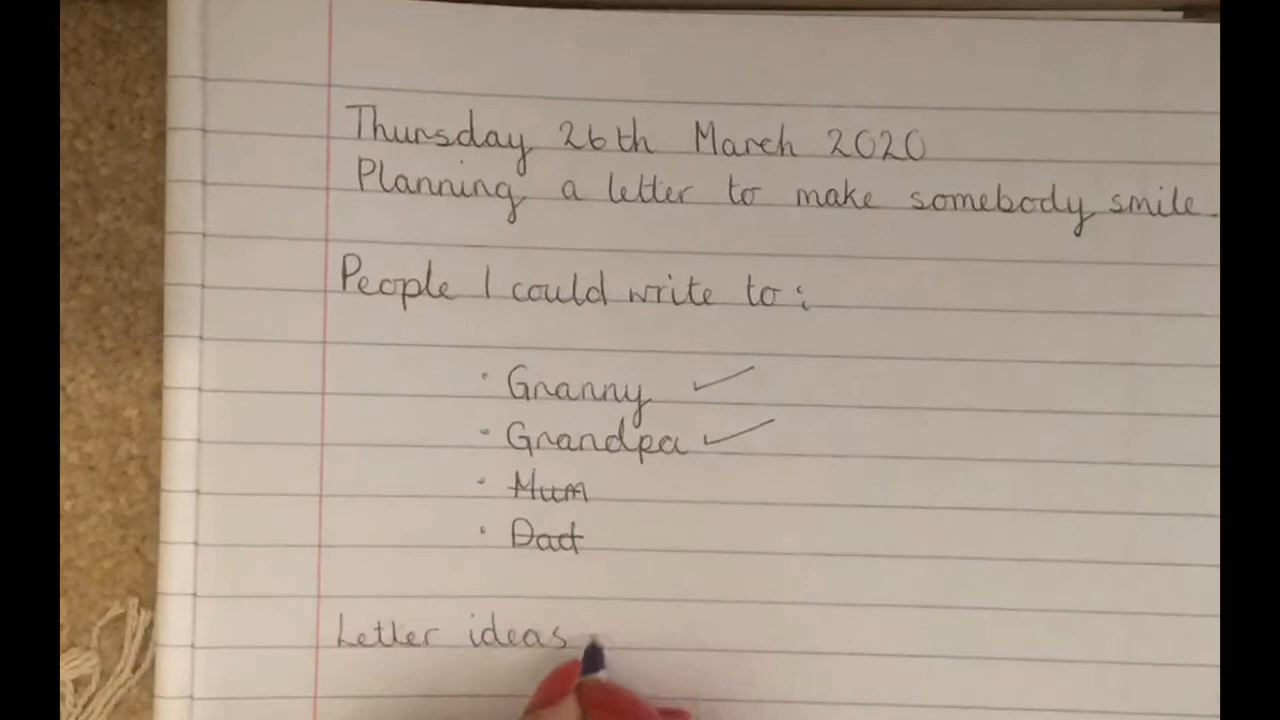 Thursday 26th March 2020
Planning a letter to make somebody smile.
People I could write to:
· Granny ✓
· Grandpa ✓
· Mum
· Dad
Letter ideas